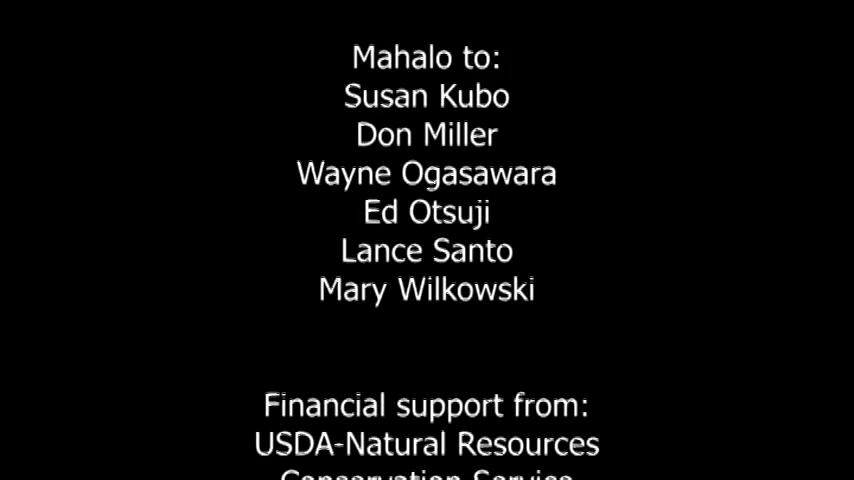 Mahalo to:
Susan Kubo
Don Miller
Wayne Ogasawara
Ed Otsuji
Lance Santo
Mary Wilkowski
Financial support from:
USDA-Natural Resources
Conservation Service